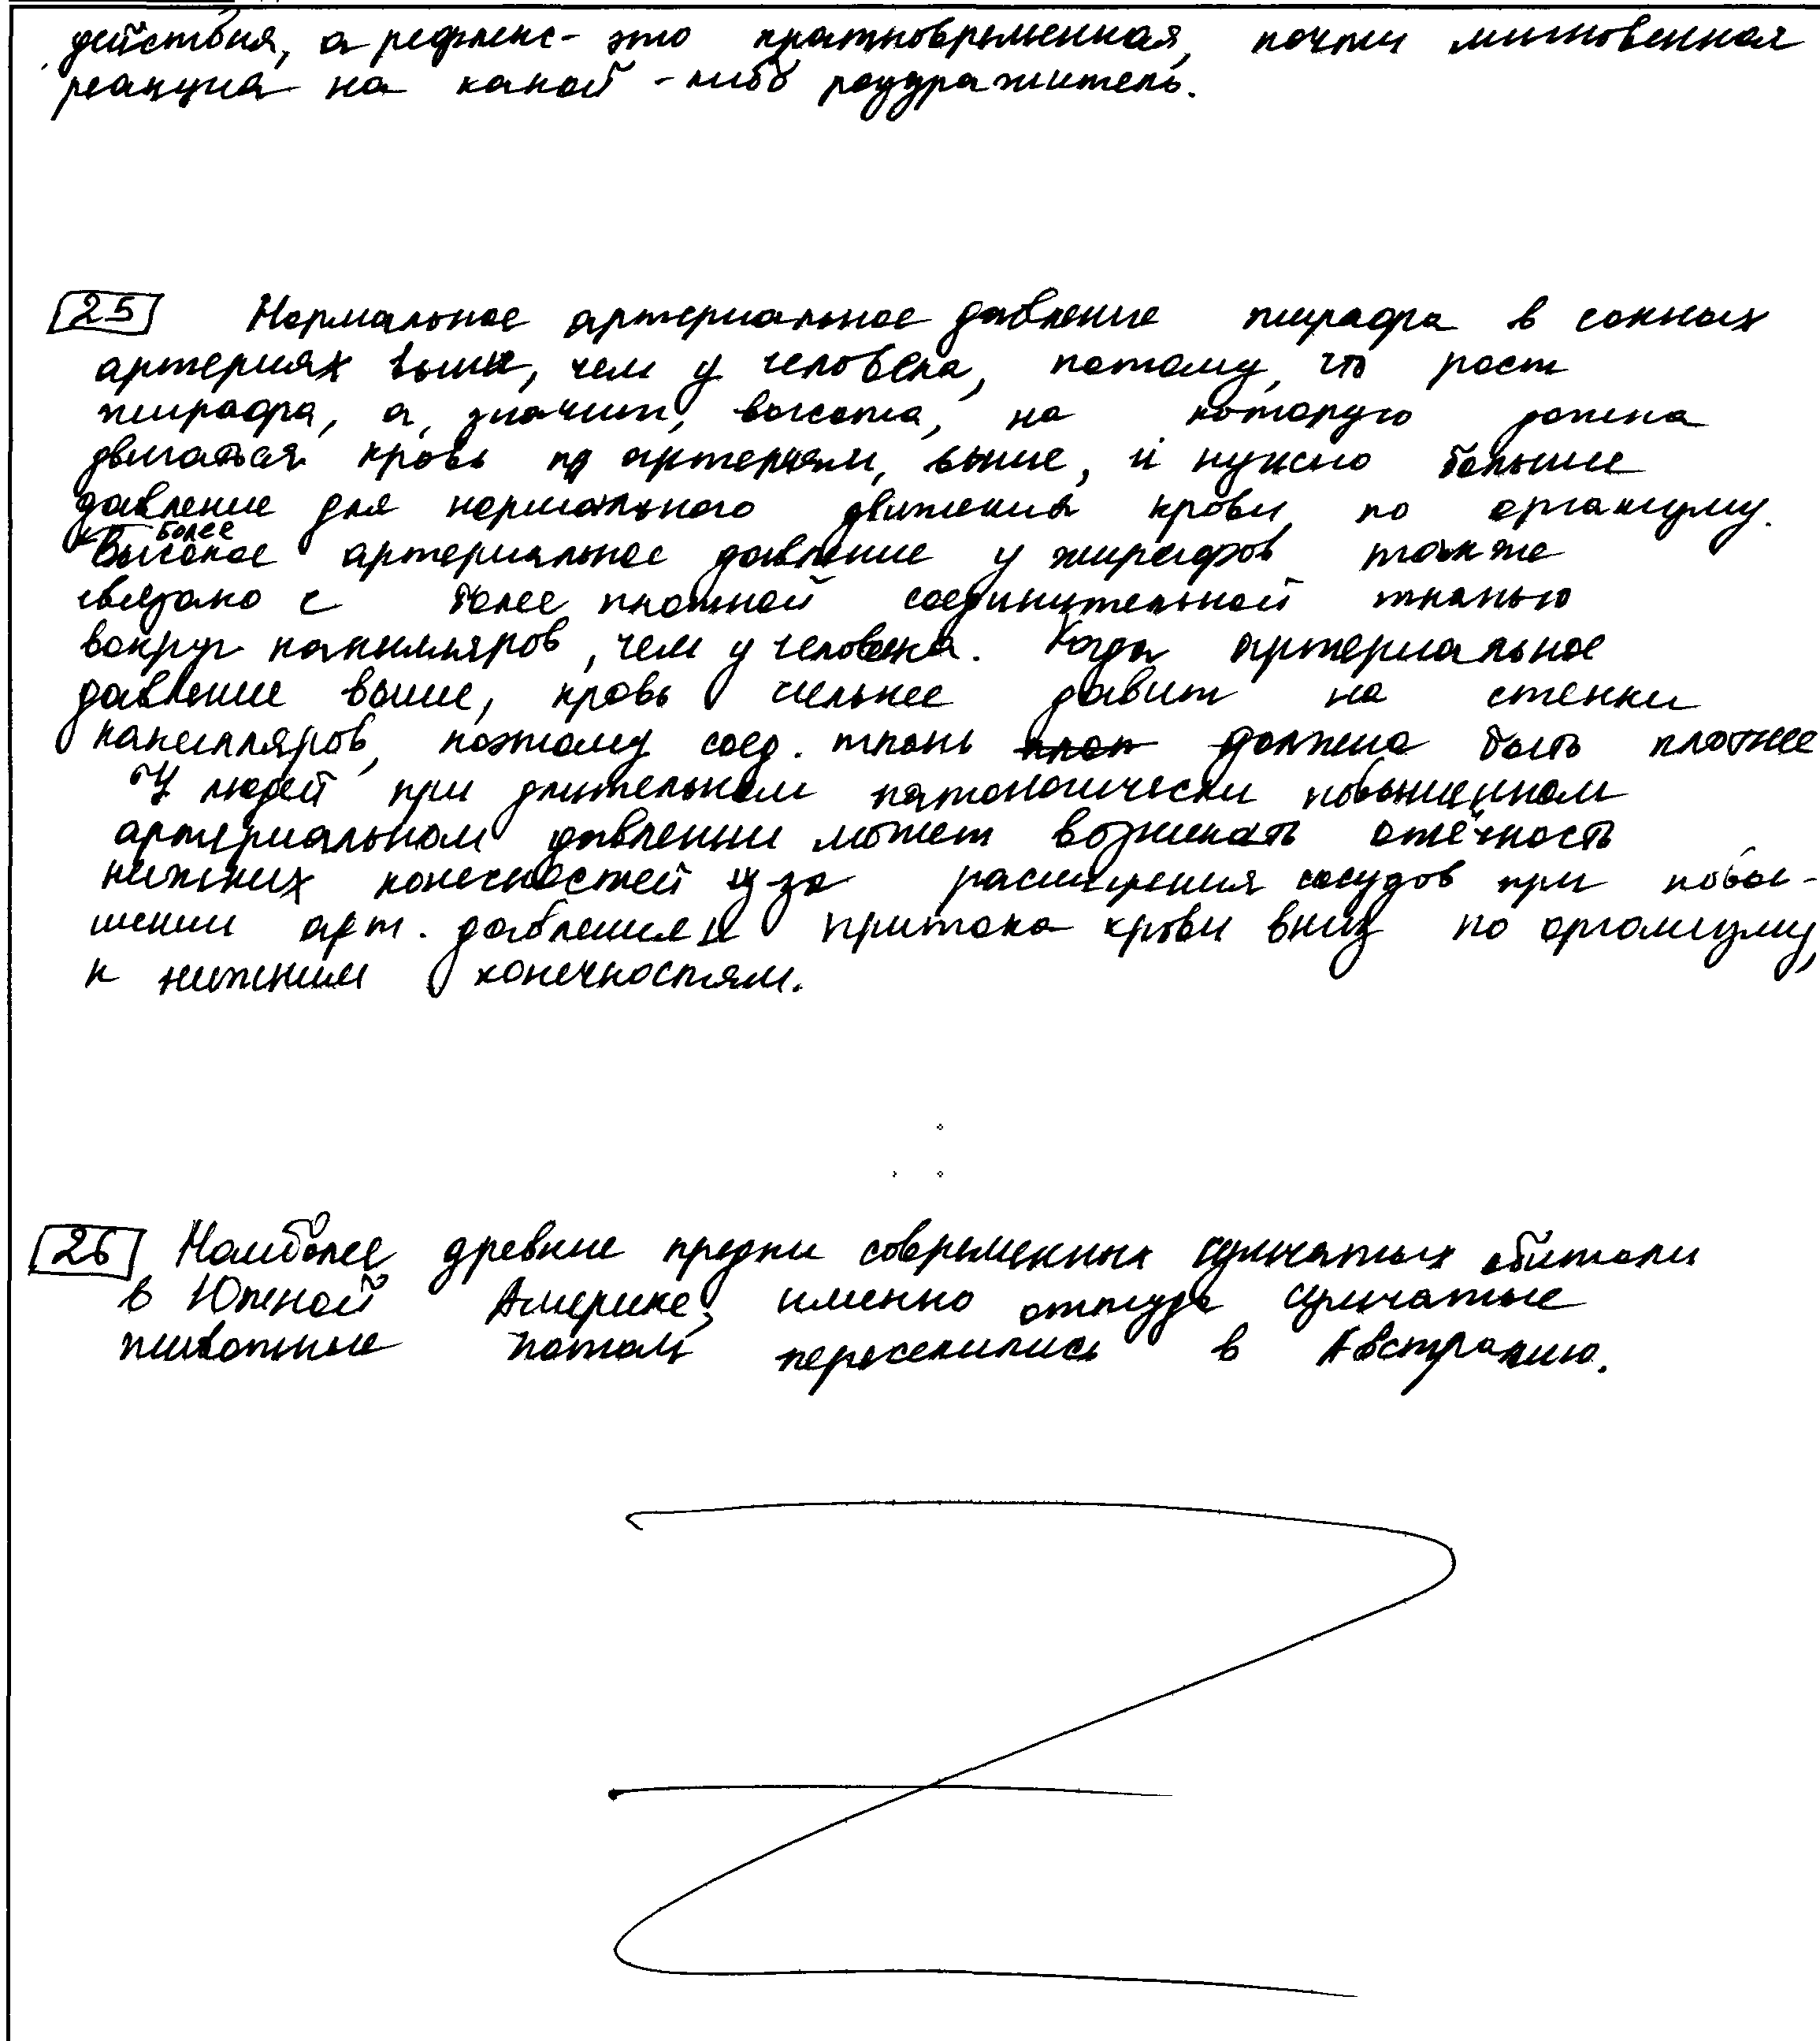 действия, а рефлекс- это кратковременная, почти мгновенная
реакция на какой-либо раздражитель.
25 Нормальное артериальное давление жирафа в сонных
артериях выше, чем у человека, потому, что рост
жирафа, а, значит, высота, на которую должна
двигаться кровь по артериям, выше, и нужно большее
давление для нормального движения крови по организму.
Более
высокое артериальное давление у жирафов также
связано с более плотной соединительной тканью
вокруг капилляров, чем у человека. Когда артериальное
давление выше, кровь сильнее давит на стенки
капилляров, поэтому соед. ткань должна быть плотнее
У людей при длительном патологически повышенном
артериальном давлении может возникать отёчность
нижних конечностей из-за расширения сосудов при повы-
шении арт. давления и притока крови вниз по организму,
к нижним конечностям.
26 Наиболее древние предки современных сумчатых обитали
в Южной Америке, именно оттуда сумчатые
животные потом переселились в Австралию.